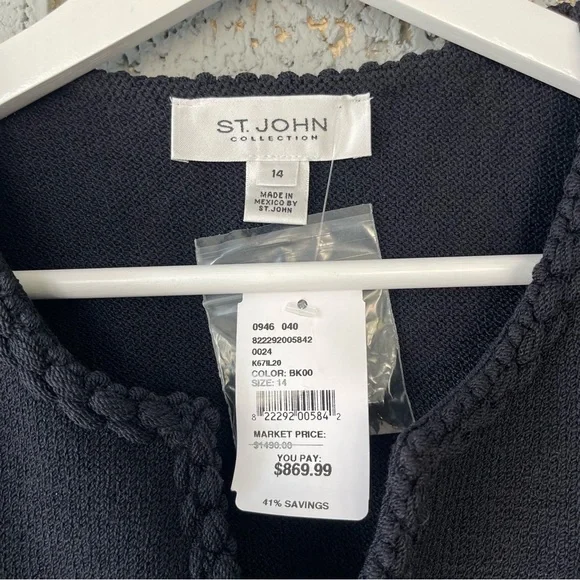 ST. JOHN
COLLECTION
14
MADE IN
MEXICO BY
ST. JOHN
0946 040
822292005842
0024
K67IL20
COLOR: BK00
SIZE: 14
8 22292 00584 2
MARKET PRICE:
$1490.00
YOU PAY:
$869.99
41% SAVINGS